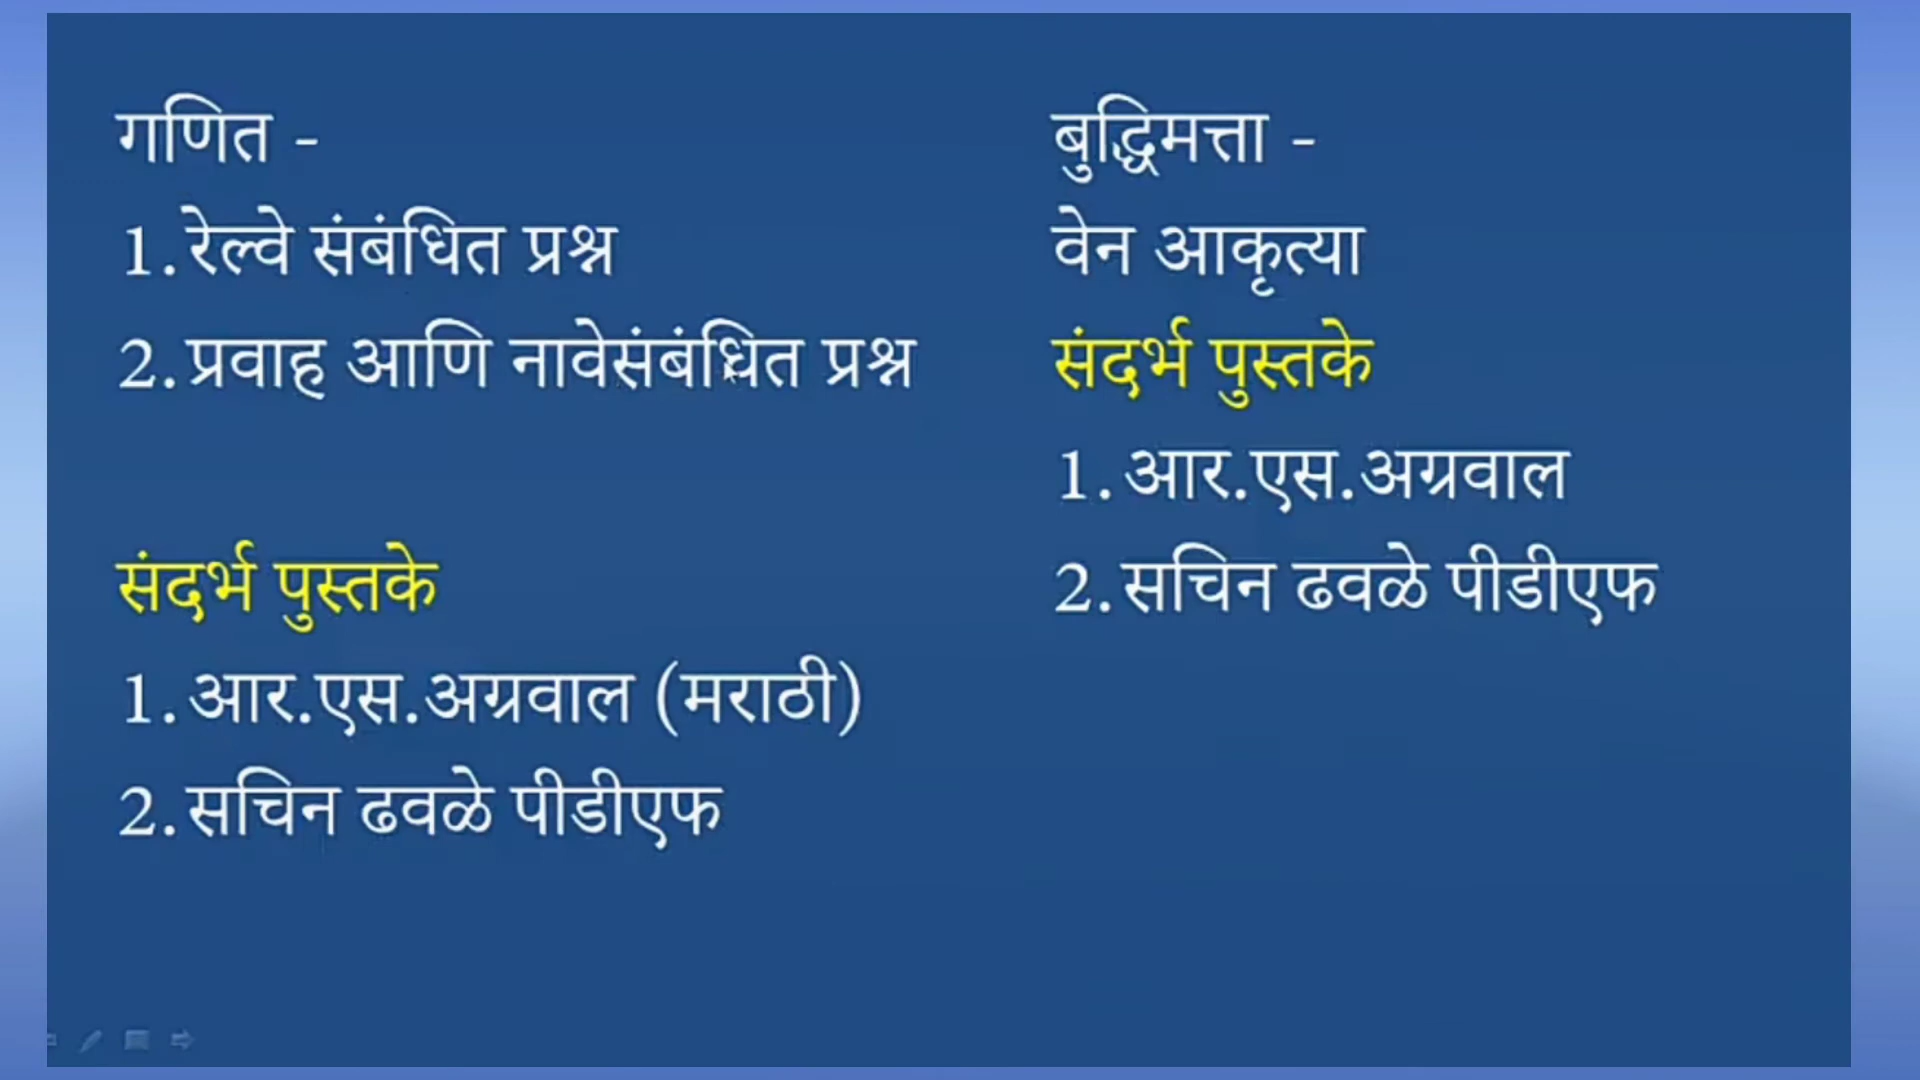 गणित -
1. रेल्वे संबंधित प्रश्न
2. प्रवाह आणि नावेसंबंधित प्रश्न
संदर्भ पुस्तके
1. आर.एस.अग्रवाल (मराठी)
2. सचिन ढवळे पीडीएफ
बुद्धिमत्ता -
वेन आकृत्या
संदर्भ पुस्तके
1. आर.एस.अग्रवाल
2. सचिन ढवळे पीडीएफ